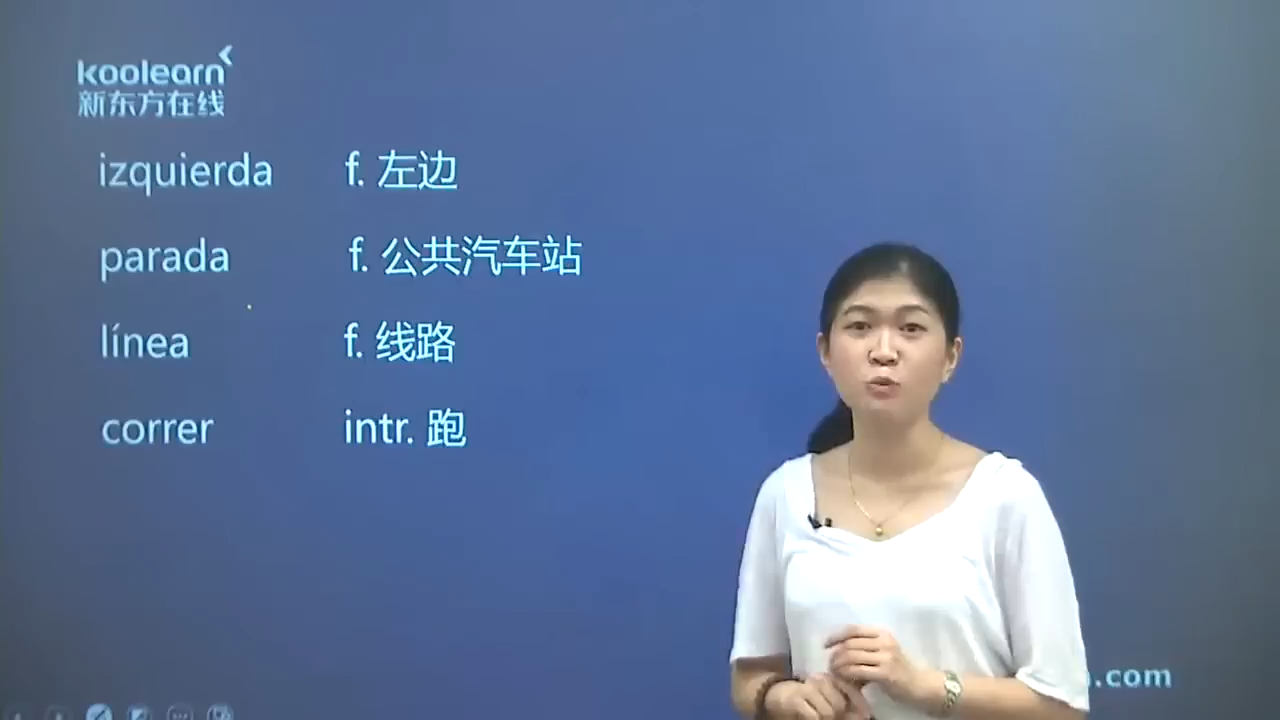 koolearn
新东方在线
izquierda f. 左边
parada f. 公共汽车站
línea f. 线路
correr intr. 跑
.com